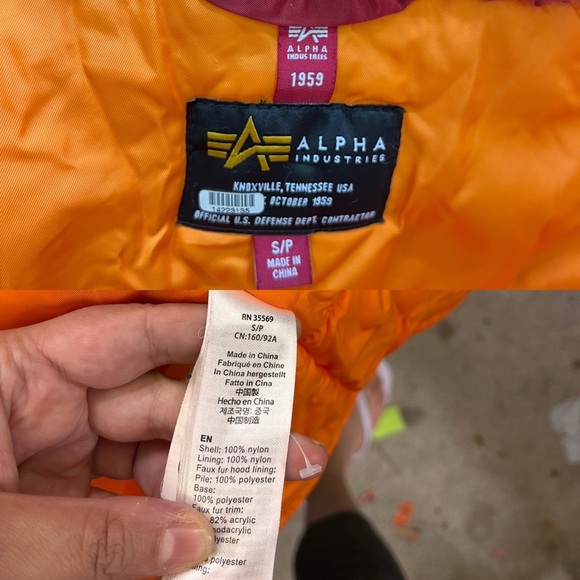 ALPHA
INDUSTRIES
1959
ALPHA
INDUSTRIES
KNOXVILLE, TENNESSEE USA
. OCTOBER 1959
14228135
OFFICIAL U.S. DEFENSE DEPT. CONTRACTOR
S/P
MADE IN
CHINA
RN 35569
S/P
CN:160/92A
Made in China
Fabriqué en Chine
In China hergestellt
Fatto in Cina
中国製
Hecho en China
제조국명: 중국
中国制造
EN
Shell; 100% nylon
Lining: 100% nylon
Faux fur hood lining:
Pile; 100% polyester
Base:
100% polyester
Faux fur trim:
82% acrylic
odacrylic
olyester
polyester
lling: